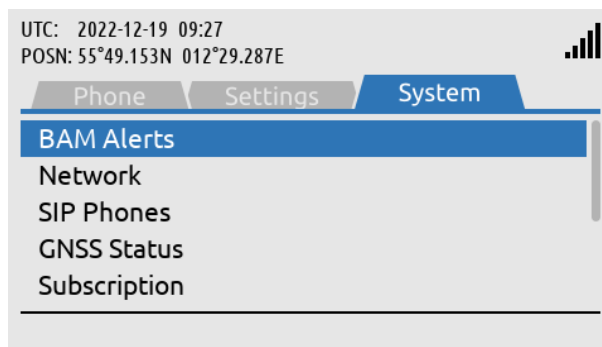 UTC: 2022-12-19 09:27
POSN: 55°49.153N 012°29.287E
Phone Settings System
BAM Alerts
Network
SIP Phones
GNSS Status
Subscription